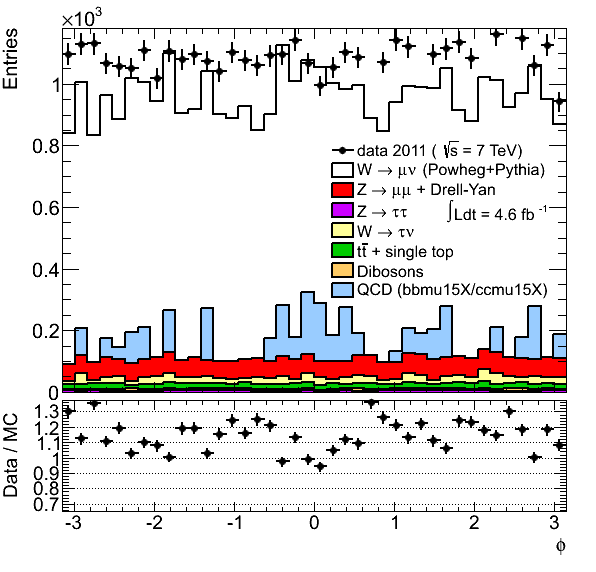 ×10³
Entries
1
0.8
0.6
0.4
0.2
0
data 2011 ( √s = 7 TeV)
W → μν (Powheg+Pythia)
Z → μμ + Drell-Yan
Z → ττ
∫Ldt = 4.6 fb⁻¹
W → τν
tt̄ + single top
Dibosons
QCD (bbmu15X/ccmu15X)
Data / MC
1.3
1.2
1.1
1
0.9
0.8
0.7
-3 -2 -1 0 1 2 3
ϕ